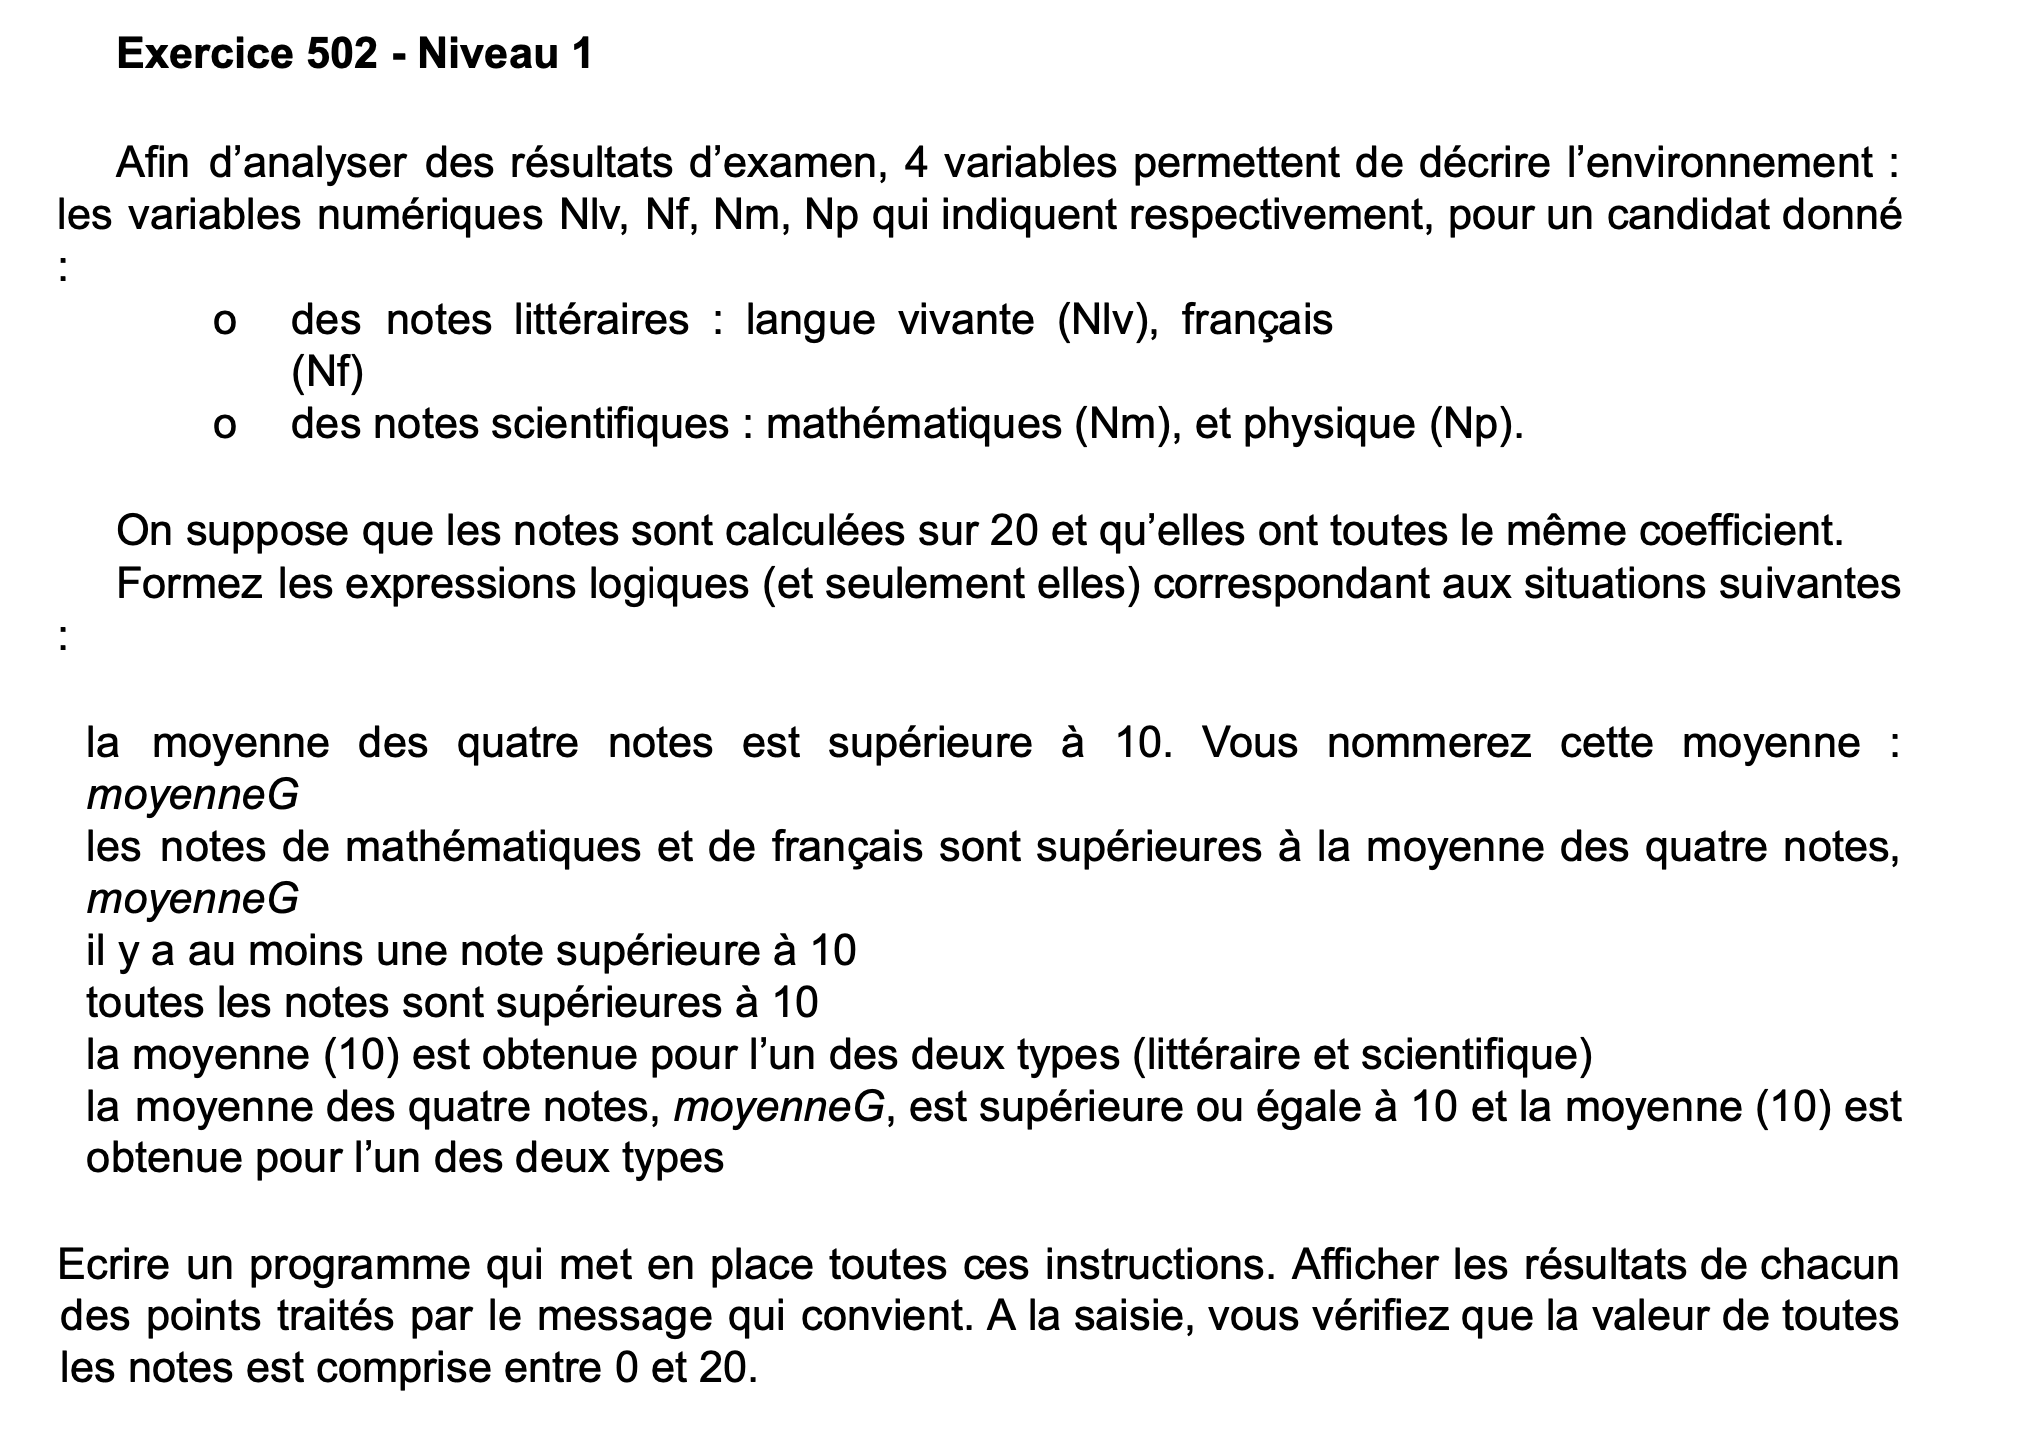 Exercice 502 - Niveau 1
Afin d’analyser des résultats d’examen, 4 variables permettent de décrire l’environnement :
les variables numériques Nlv, Nf, Nm, Np qui indiquent respectivement, pour un candidat donné
:
o des notes littéraires : langue vivante (Nlv), français
(Nf)
o des notes scientifiques : mathématiques (Nm), et physique (Np).
On suppose que les notes sont calculées sur 20 et qu’elles ont toutes le même coefficient.
Formez les expressions logiques (et seulement elles) correspondant aux situations suivantes
:
la moyenne des quatre notes est supérieure à 10. Vous nommerez cette moyenne :
moyenneG
les notes de mathématiques et de français sont supérieures à la moyenne des quatre notes,
moyenneG
il y a au moins une note supérieure à 10
toutes les notes sont supérieures à 10
la moyenne (10) est obtenue pour l’un des deux types (littéraire et scientifique)
la moyenne des quatre notes, moyenneG, est supérieure ou égale à 10 et la moyenne (10) est
obtenue pour l’un des deux types
Ecrire un programme qui met en place toutes ces instructions. Afficher les résultats de chacun
des points traités par le message qui convient. A la saisie, vous vérifiez que la valeur de toutes
les notes est comprise entre 0 et 20.